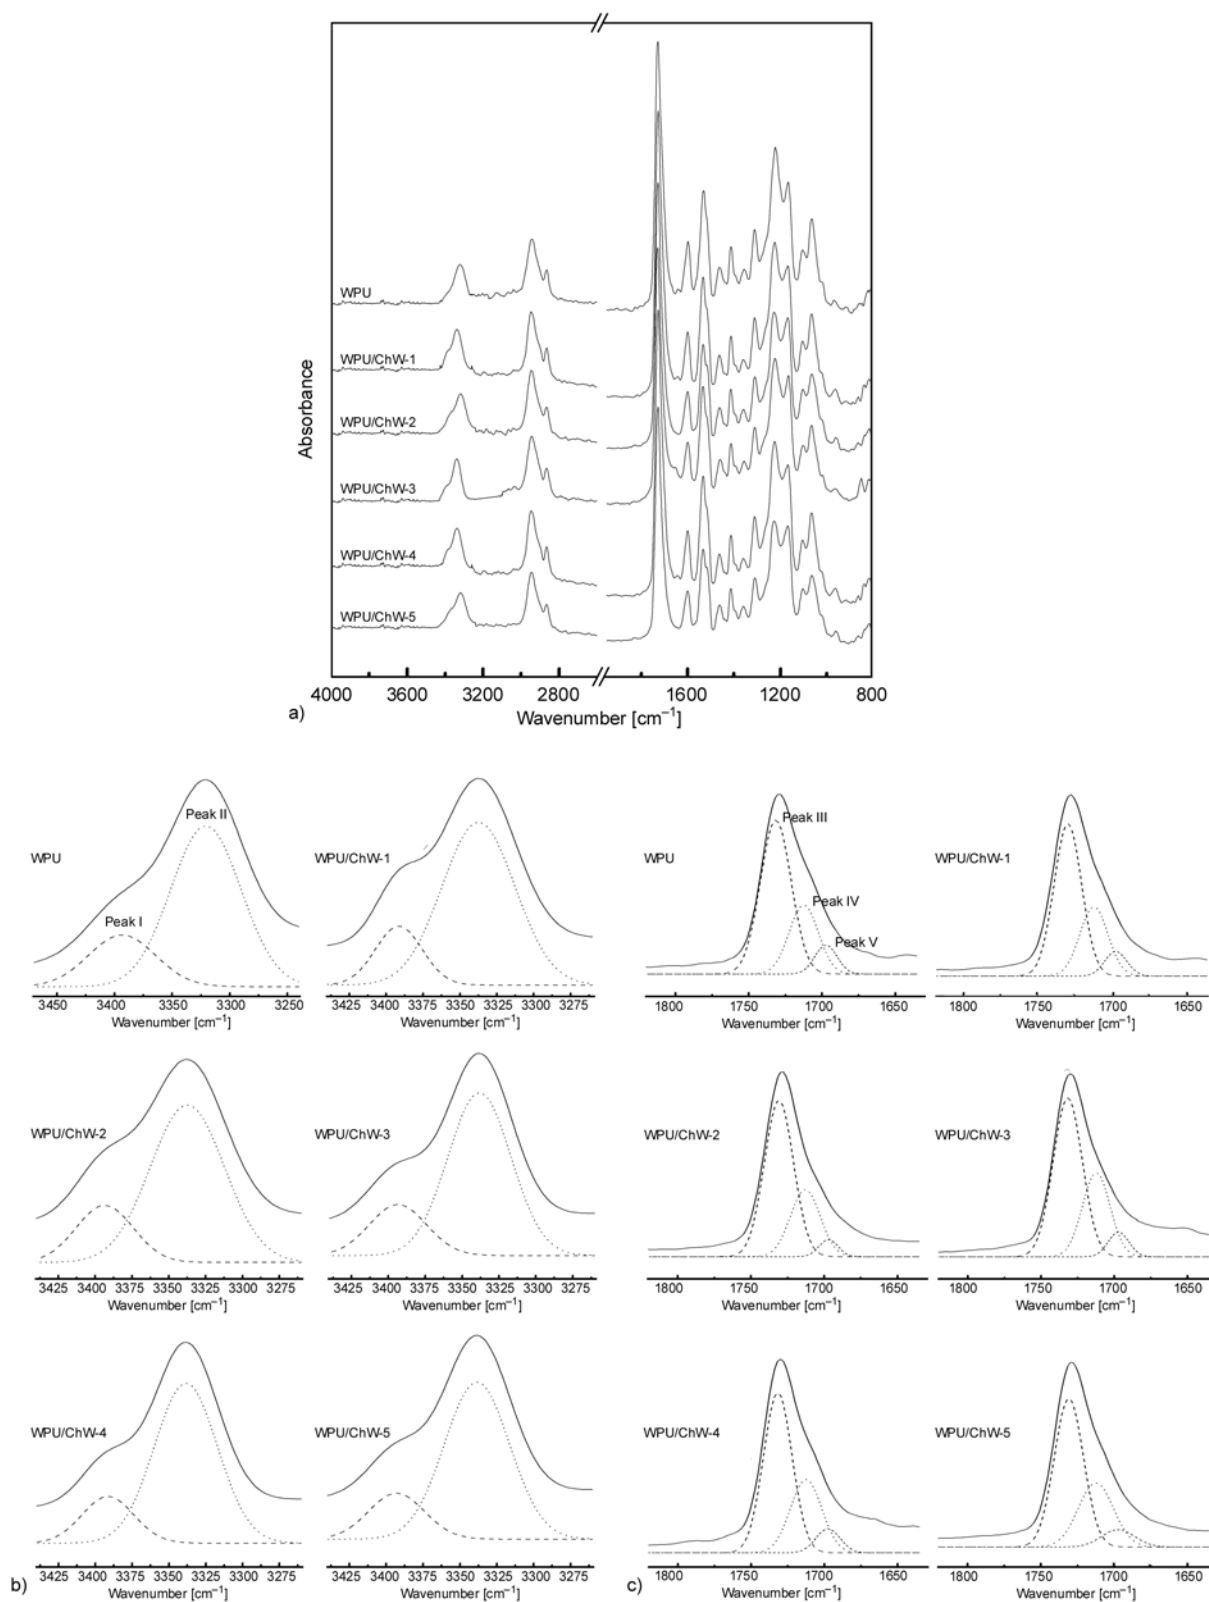 Absorbance
WPU
WPU/ChW-1
WPU/ChW-2
WPU/ChW-3
WPU/ChW-4
WPU/ChW-5
4000 3600 3200 2800 1600 1200 800
Wavenumber [cm⁻¹]
a)
WPU
Peak I
Peak II
3450 3400 3350 3300 3250
Wavenumber [cm⁻¹]
WPU/ChW-1
3425 3400 3375 3350 3325 3300 3275
Wavenumber [cm⁻¹]
WPU
Peak III
Peak IV
Peak V
1800 1750 1700 1650
Wavenumber [cm⁻¹]
WPU/ChW-1
1800 1750 1700 1650
Wavenumber [cm⁻¹]
WPU/ChW-2
3425 3400 3375 3350 3325 3300 3275
Wavenumber [cm⁻¹]
WPU/ChW-3
3425 3400 3375 3350 3325 3300 3275
Wavenumber [cm⁻¹]
WPU/ChW-2
1800 1750 1700 1650
Wavenumber [cm⁻¹]
WPU/ChW-3
1800 1750 1700 1650
Wavenumber [cm⁻¹]
WPU/ChW-4
3425 3400 3375 3350 3325 3300 3275
Wavenumber [cm⁻¹]
WPU/ChW-5
3425 3400 3375 3350 3325 3300 3275
Wavenumber [cm⁻¹]
WPU/ChW-4
1800 1750 1700 1650
Wavenumber [cm⁻¹]
WPU/ChW-5
1800 1750 1700 1650
Wavenumber [cm⁻¹]
b)
c)